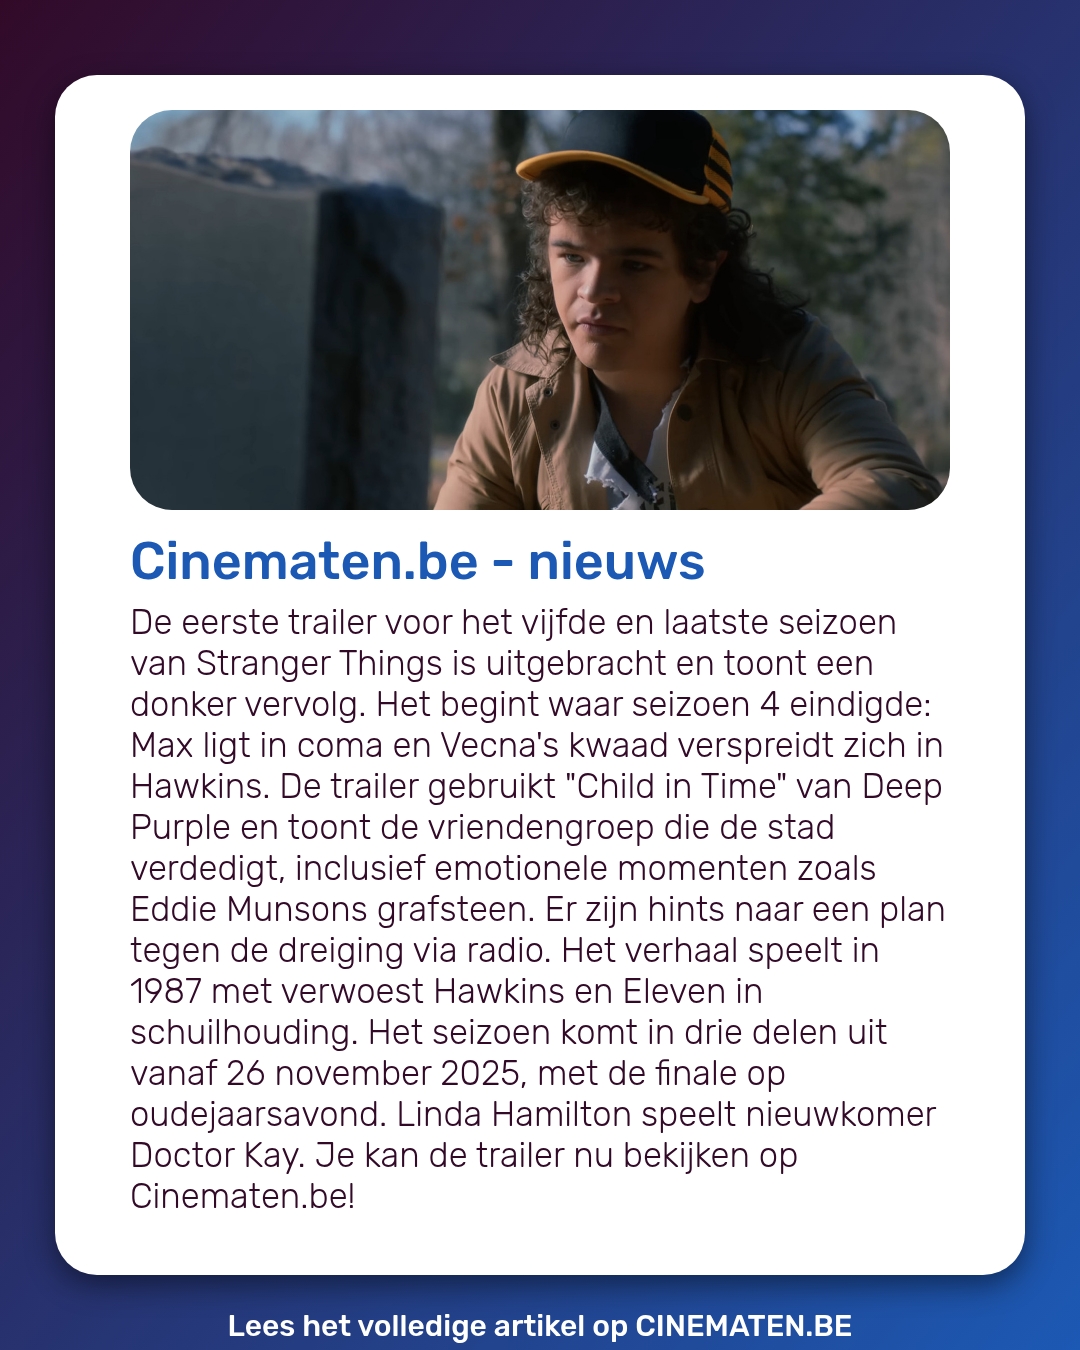 Cinematen.be - nieuws
De eerste trailer voor het vijfde en laatste seizoen
van Stranger Things is uitgebracht en toont een
donker vervolg. Het begint waar seizoen 4 eindigde:
Max ligt in coma en Vecna's kwaad verspreidt zich in
Hawkins. De trailer gebruikt "Child in Time" van Deep
Purple en toont de vriendengroep die de stad
verdedigt, inclusief emotionele momenten zoals
Eddie Munsons grafsteen. Er zijn hints naar een plan
tegen de dreiging via radio. Het verhaal speelt in
1987 met verwoest Hawkins en Eleven in
schuilhouding. Het seizoen komt in drie delen uit
vanaf 26 november 2025, met de finale op
oudejaarsavond. Linda Hamilton speelt nieuwkomer
Doctor Kay. Je kan de trailer nu bekijken op
Cinematen.be!
Lees het volledige artikel op CINEMATEN.BE